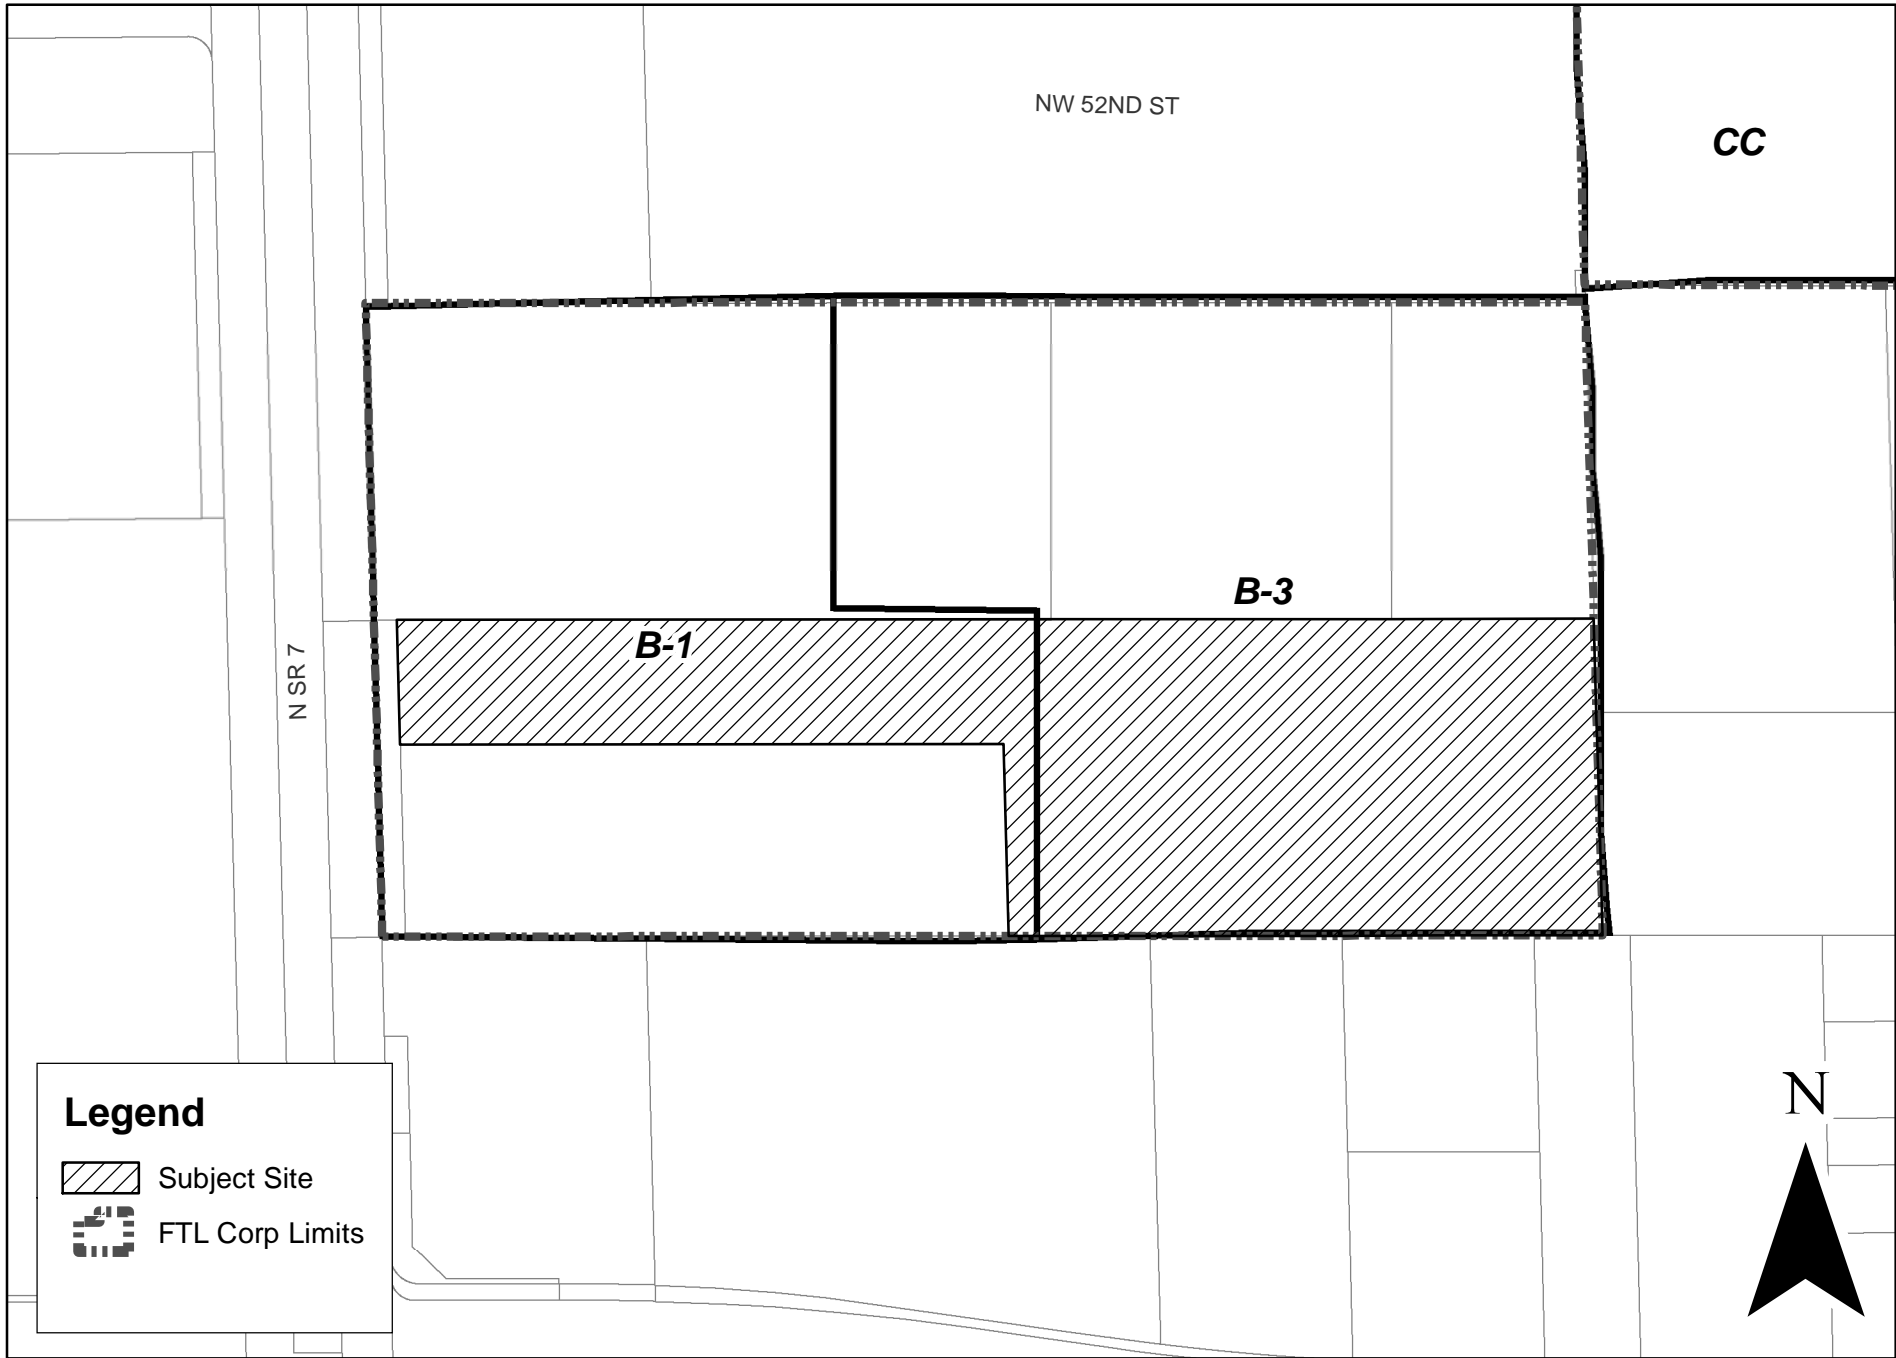 NW 52ND ST
CC
B-3
B-1
N SR 7
Legend
Subject Site
FTL Corp Limits
N